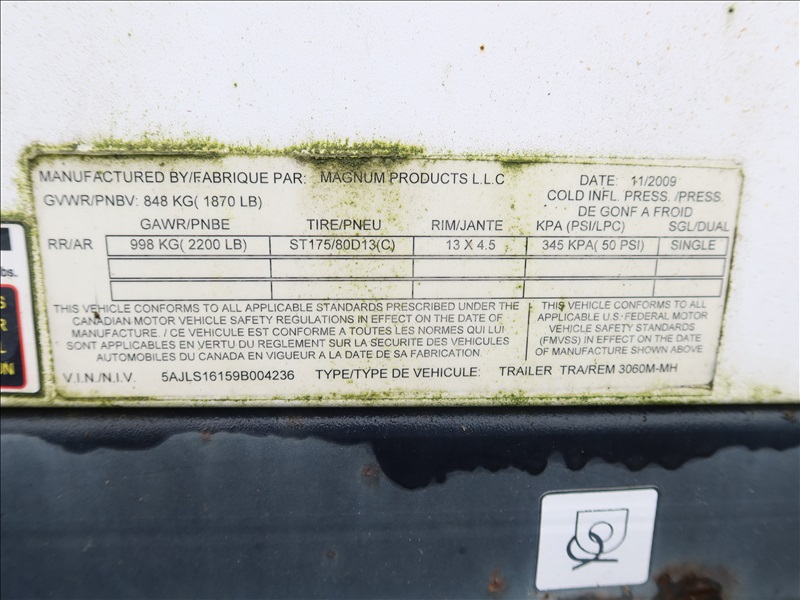 MANUFACTURED BY/FABRIQUE PAR: MAGNUM PRODUCTS L.L.C DATE: 11/2009
GVWR/PNBV: 848 KG( 1870 LB) COLD INFL. PRESS./PRESS.
DE GONF A FROID
GAWR/PNBE TIRE/PNEU RIM/JANTE KPA (PSI/LPC) SGL/DUAL
RR/AR 998 KG( 2200 LB) ST175/80D13(C) 13 X 4.5 345 KPA( 50 PSI) SINGLE
THIS VEHICLE CONFORMS TO ALL APPLICABLE STANDARDS PRESCRIBED UNDER THE
CANADIAN MOTOR VEHICLE SAFETY REGULATIONS IN EFFECT ON THE DATE OF
MANUFACTURE. / CE VEHICULE EST CONFORME A TOUTES LES NORMES QUI LUI
SONT APPLICABLES EN VERTU DU REGLEMENT SUR LA SECURITE DES VEHICULES
AUTOMOBILES DU CANADA EN VIGUEUR A LA DATE DE SA FABRICATION.
THIS VEHICLE CONFORMS TO ALL
APPLICABLE U.S. FEDERAL MOTOR
VEHICLE SAFETY STANDARDS
(FMVSS) IN EFFECT ON THE DATE
OF MANUFACTURE SHOWN ABOVE
V.I.N./N.I.V. 5AJLS16159B004236 TYPE/TYPE DE VEHICULE: TRAILER TRA/REM 3060M-MH